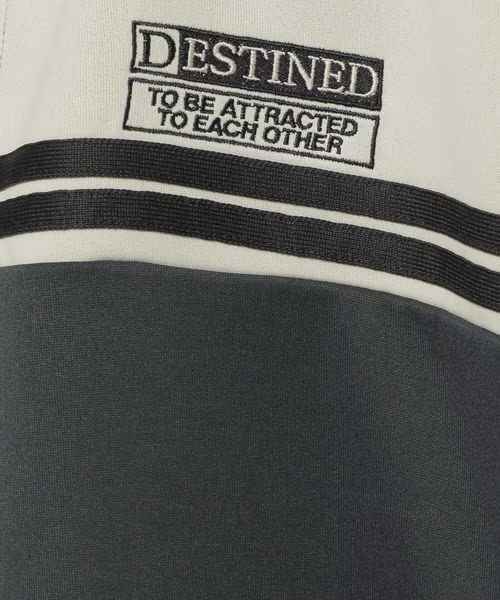 DESTINED
TO BE ATTRACTED
TO EACH OTHER